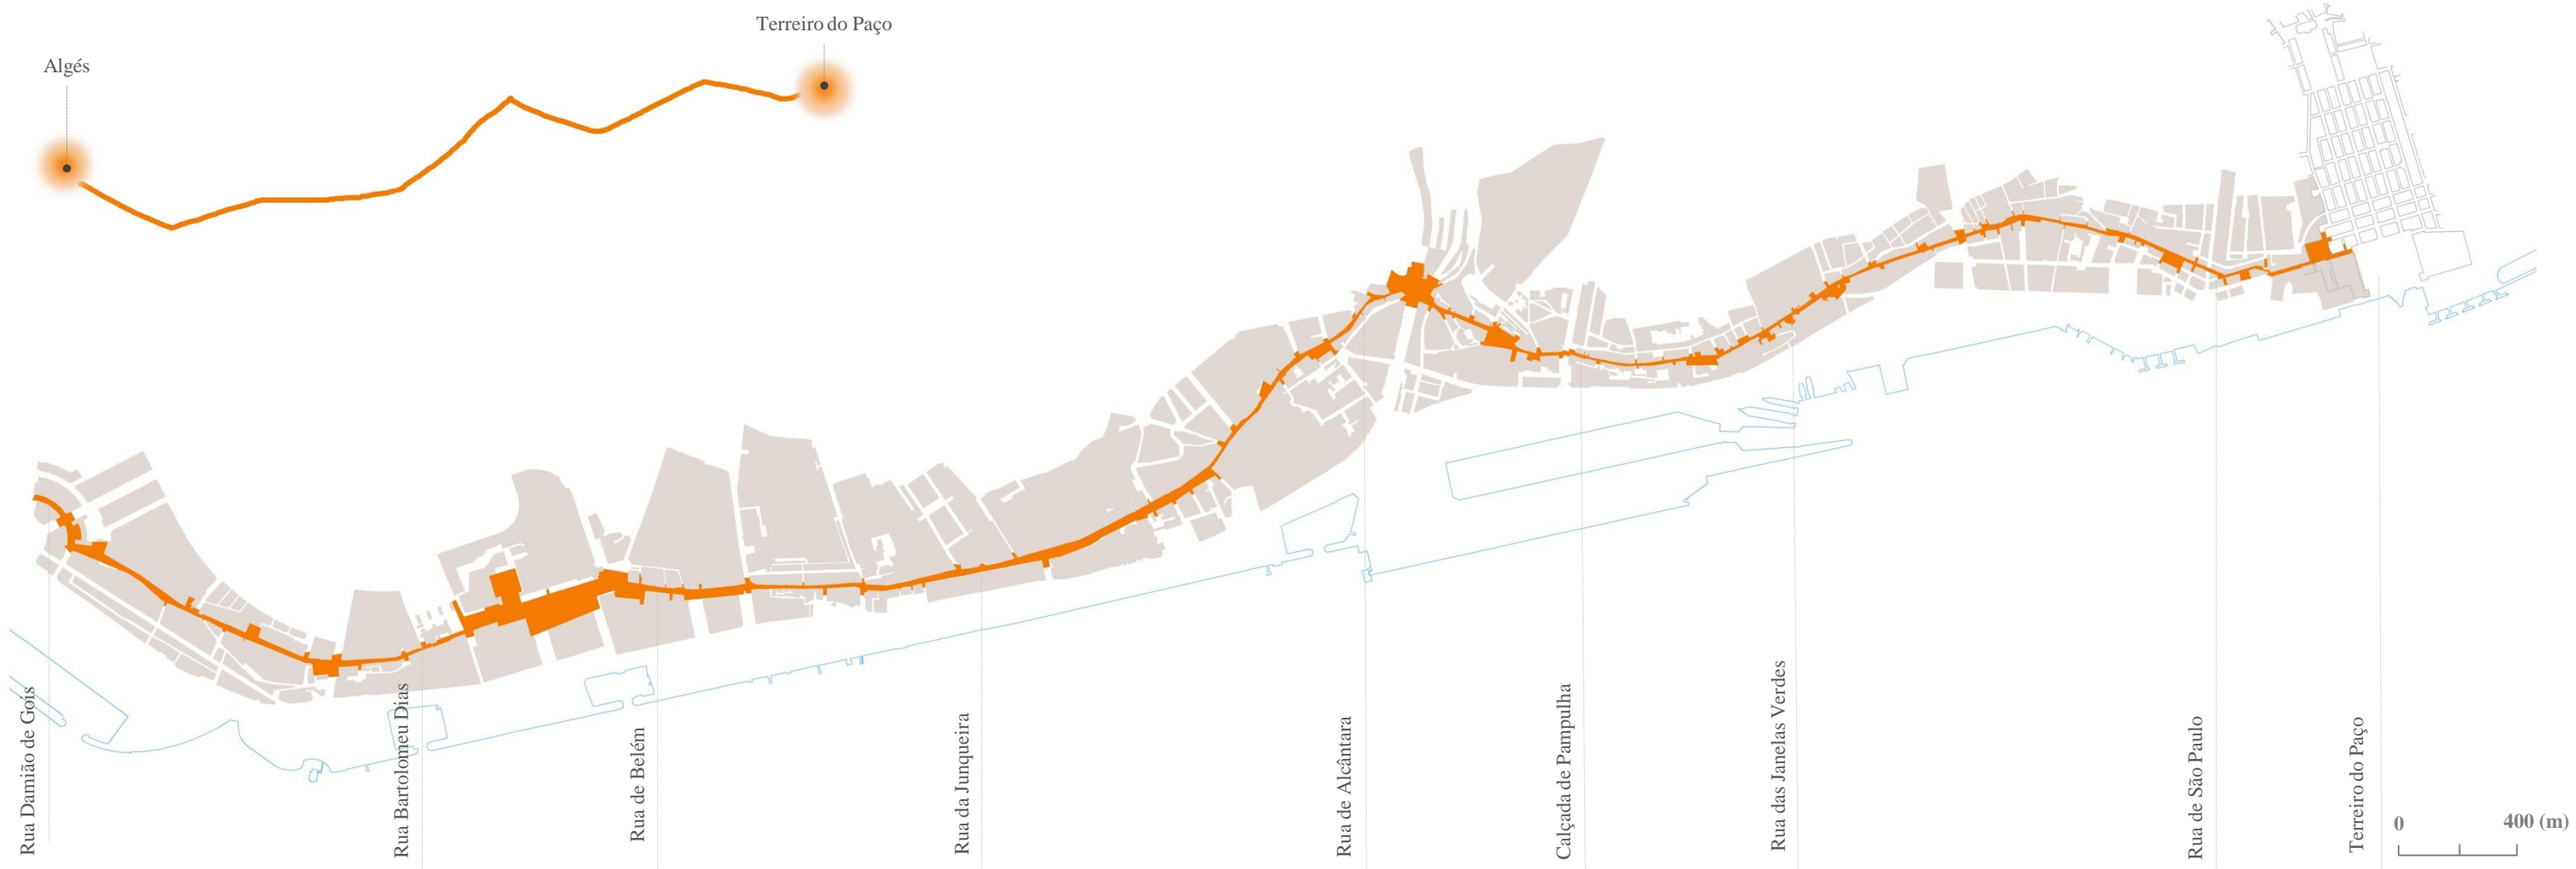 Terreiro do Paço
Algés
Rua Damião de Gois
Rua Bartolomeu Dias
Rua de Belém
Rua da Junqueira
Rua de Alcântara
Calçada de Pampulha
Rua das Janelas Verdes
Rua de São Paulo
Terreiro do Paço
0 400 (m)